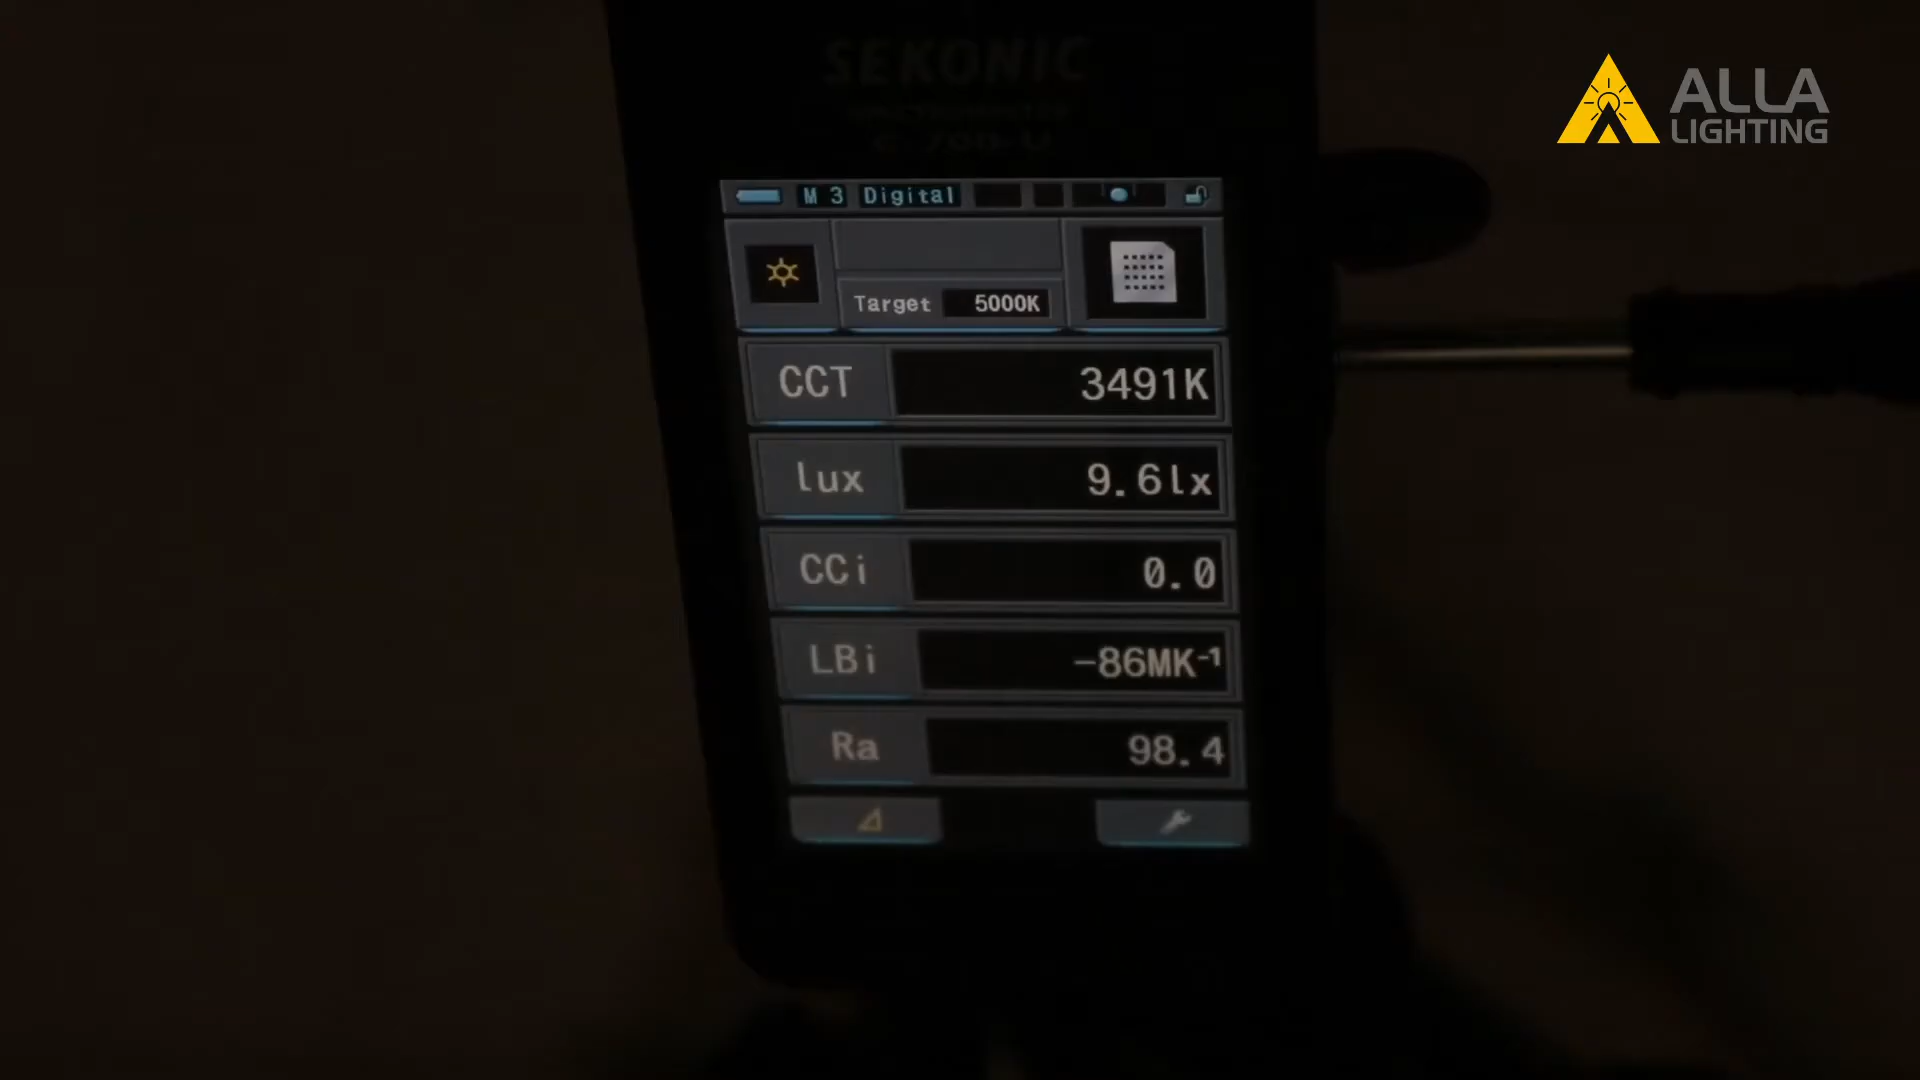 SEKONIC
ALLA
LIGHTING
M 3 Digital
Target 5000K
CCT 3491K
lux 9.6lx
CCi 0.0
LBi -86MK⁻¹
Ra 98.4